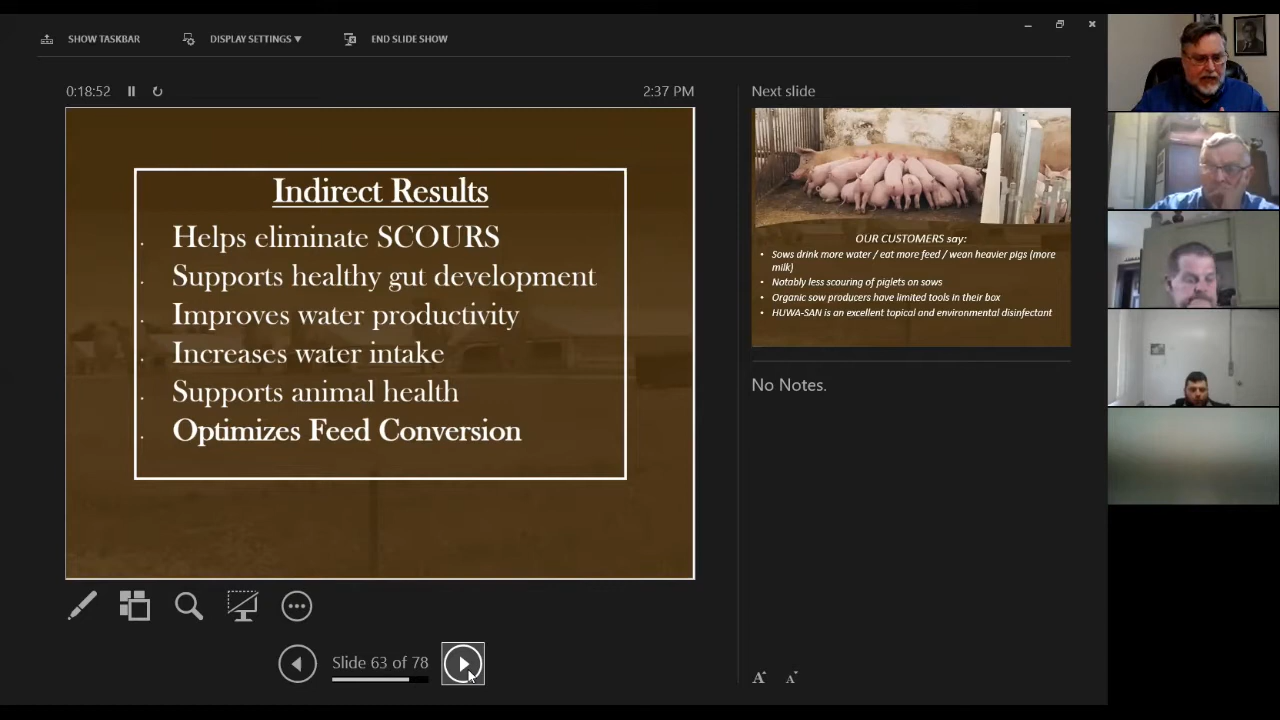 SHOW TASKBAR
DISPLAY SETTINGS ▼
END SLIDE SHOW
0:18:52
2:37 PM
Indirect Results
. Helps eliminate SCOURS
. Supports healthy gut development
. Improves water productivity
. Increases water intake
. Supports animal health
. Optimizes Feed Conversion
Slide 63 of 78
Next slide
OUR CUSTOMERS say:
• Sows drink more water / eat more feed / wean heavier pigs (more
milk)
• Notably less scouring of piglets on sows
• Organic sow producers have limited tools in their box
• HUWA-SAN is an excellent topical and environmental disinfectant
No Notes.
A A